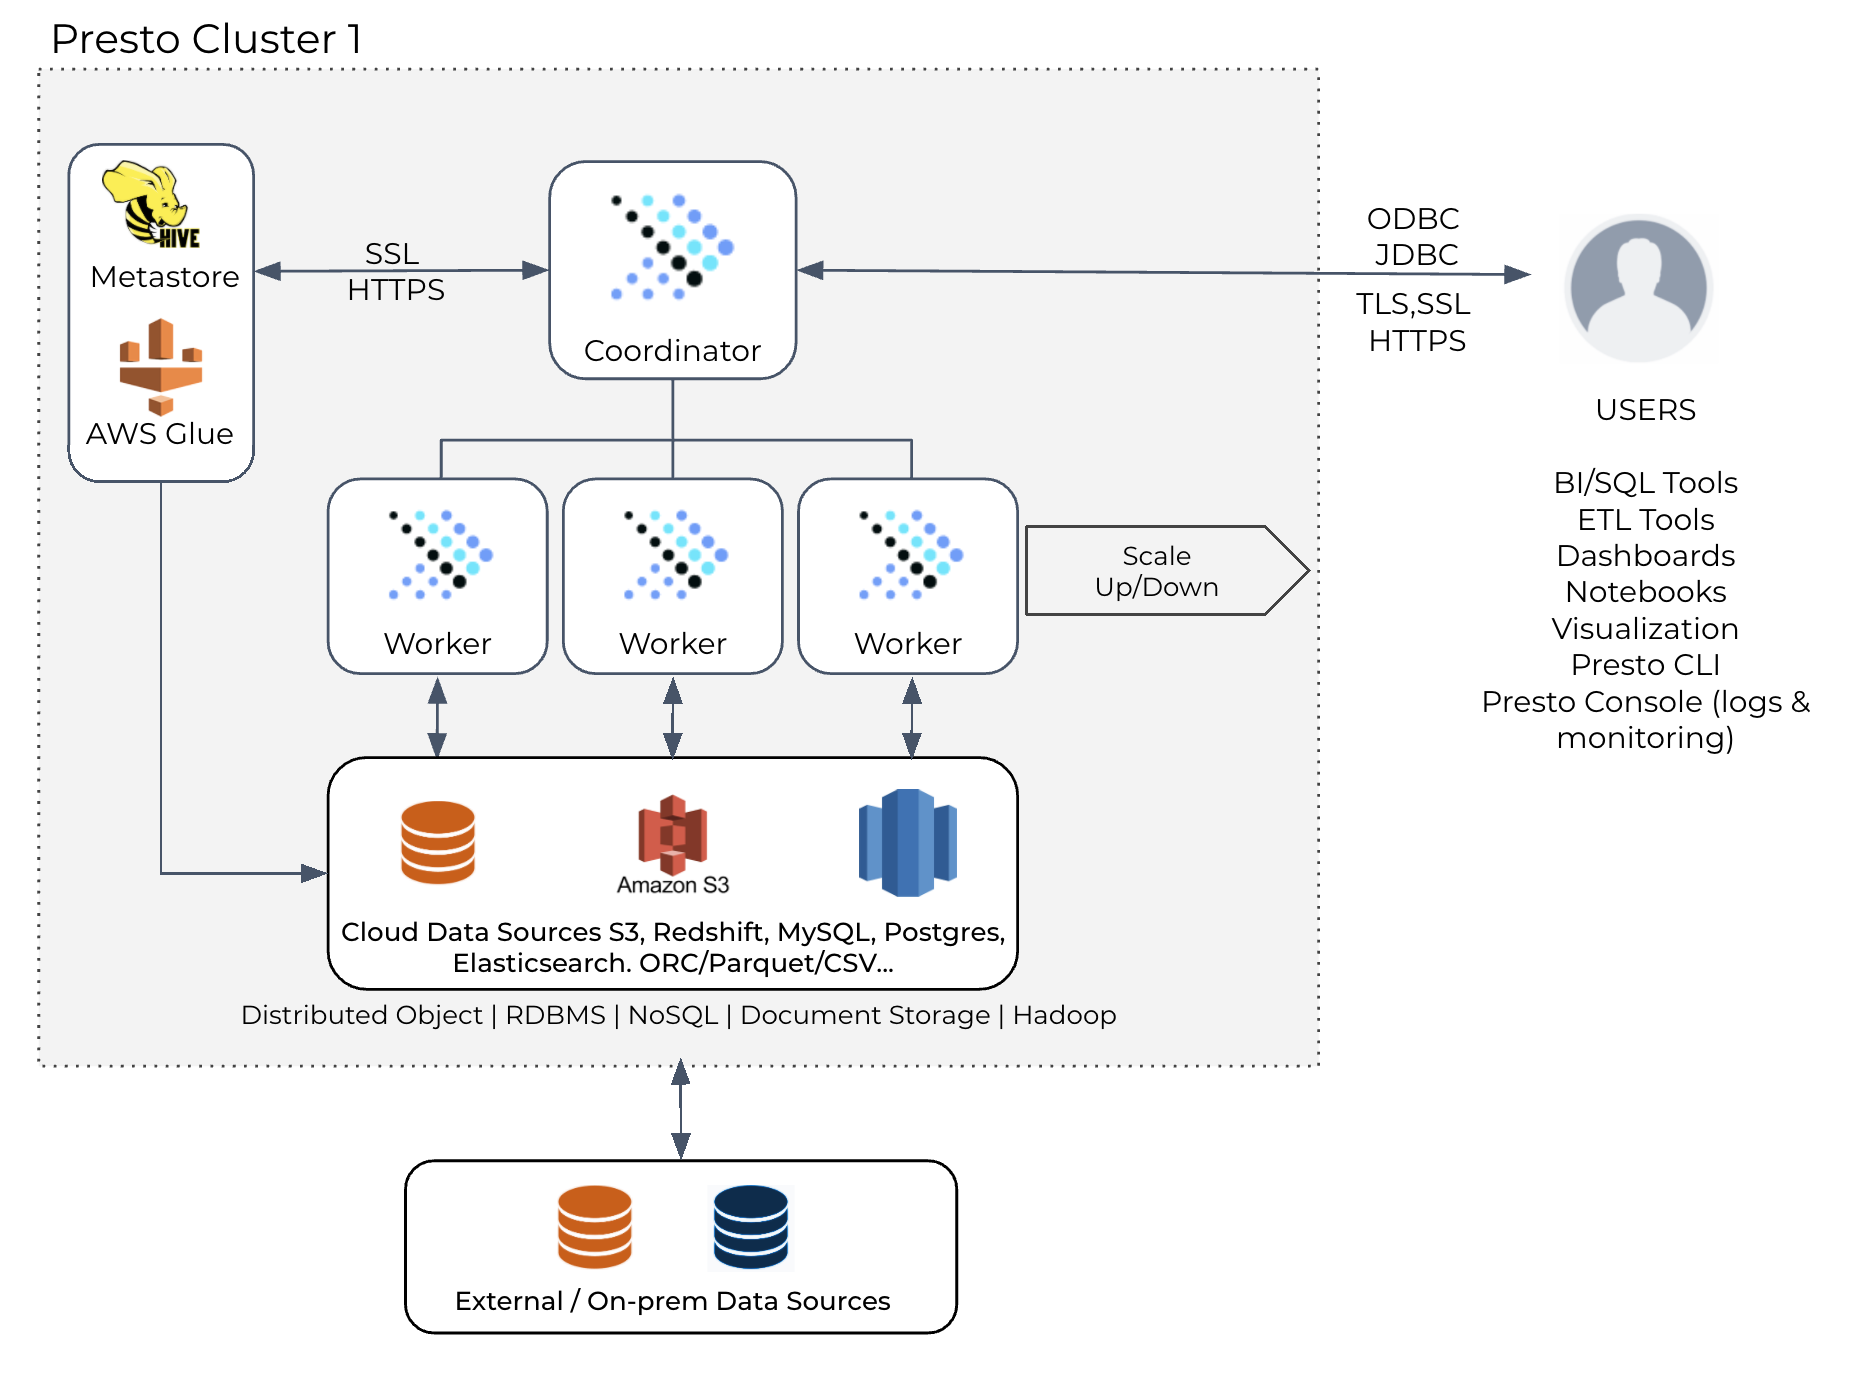 Presto Cluster 1
HIVE
Metastore
AWS Glue
SSL
HTTPS
Coordinator
ODBC
JDBC
TLS,SSL
HTTPS
USERS
BI/SQL Tools
ETL Tools
Dashboards
Notebooks
Visualization
Presto CLI
Presto Console (logs &
monitoring)
Worker
Worker
Worker
Scale
Up/Down
Amazon S3
Cloud Data Sources S3, Redshift, MySQL, Postgres,
Elasticsearch. ORC/Parquet/CSV...
Distributed Object | RDBMS | NoSQL | Document Storage | Hadoop
External / On-prem Data Sources